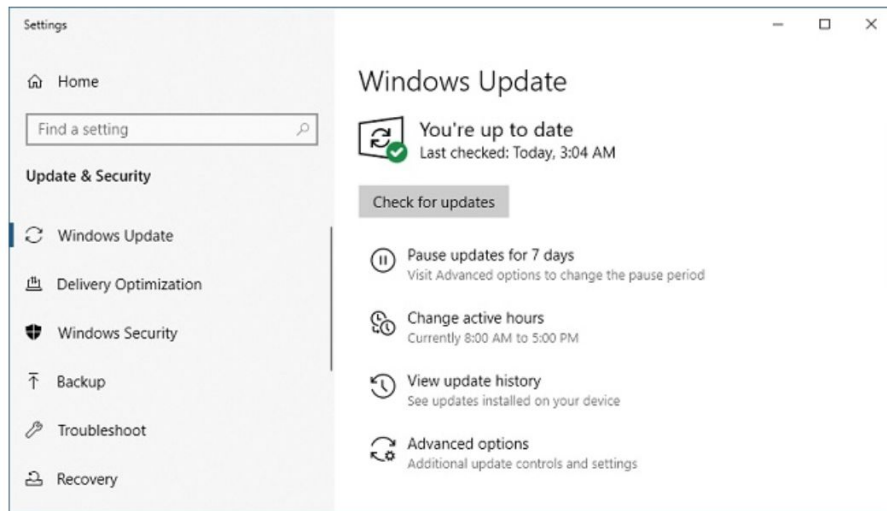 Settings
Home
Find a setting
Update & Security
Windows Update
Delivery Optimization
Windows Security
Backup
Troubleshoot
Recovery
Windows Update
You're up to date
Last checked: Today, 3:04 AM
Check for updates
Pause updates for 7 days
Visit Advanced options to change the pause period
Change active hours
Currently 8:00 AM to 5:00 PM
View update history
See updates installed on your device
Advanced options
Additional update controls and settings